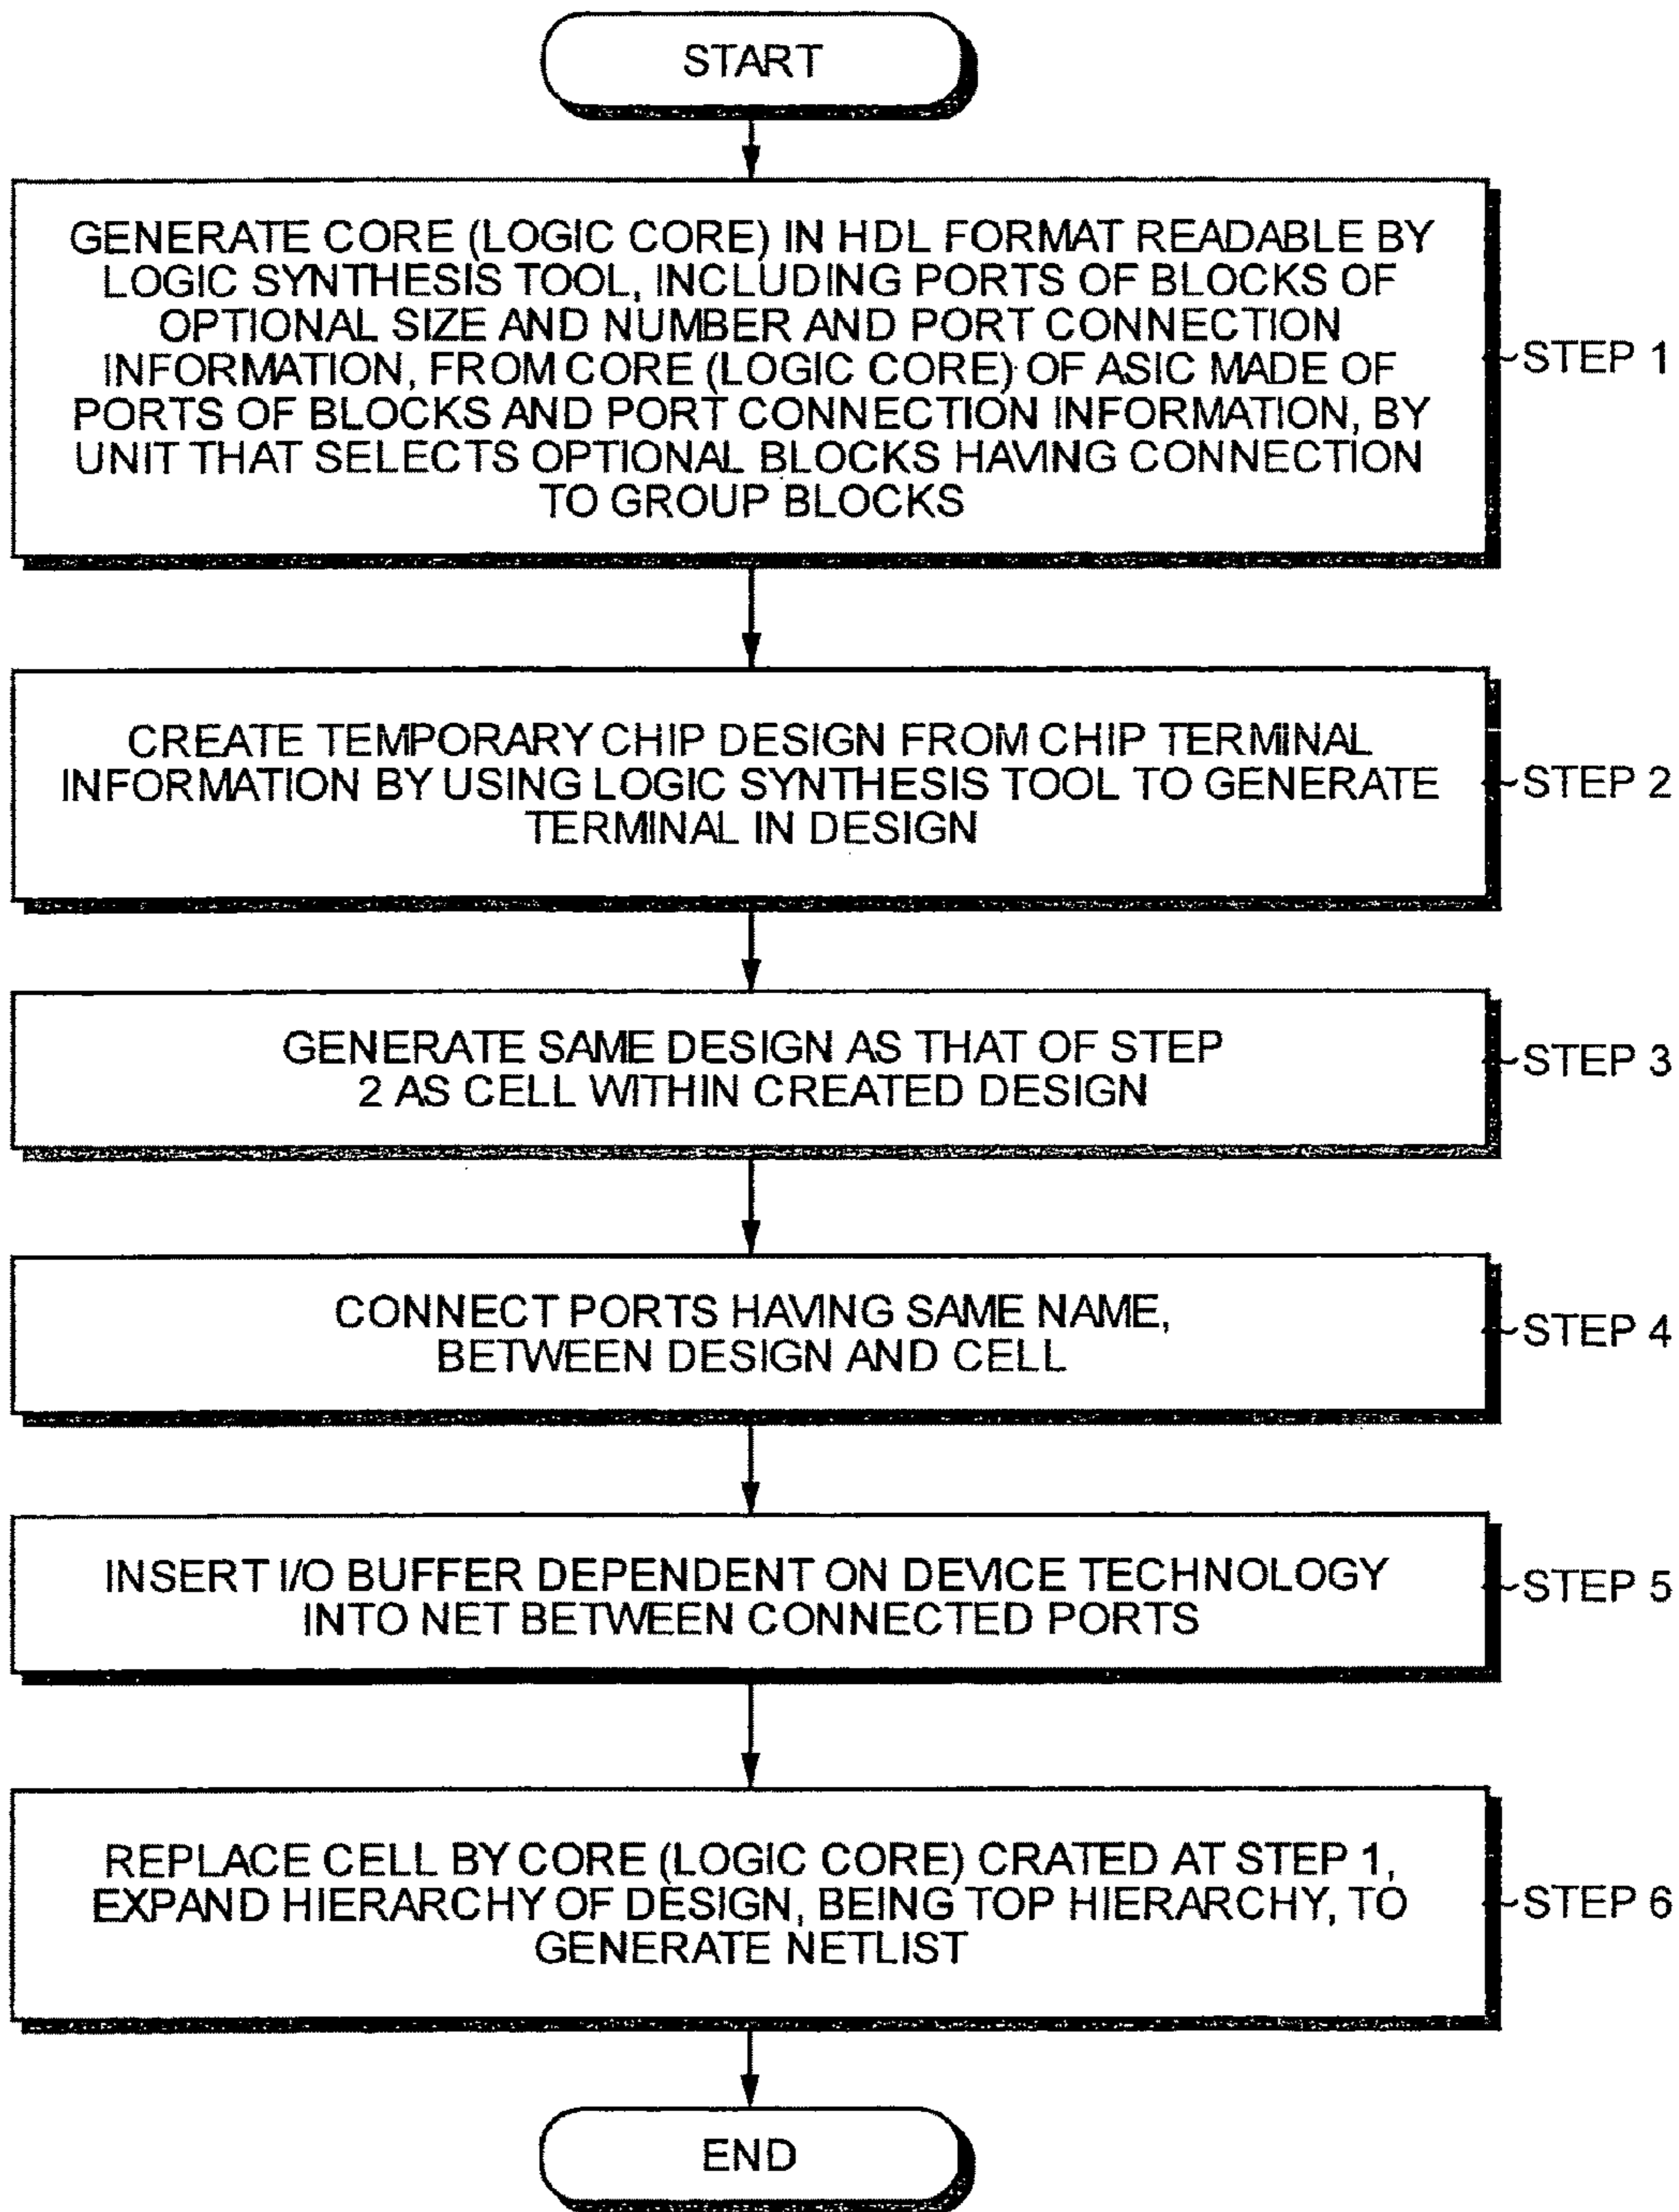 START
GENERATE CORE (LOGIC CORE) IN HDL FORMAT READABLE BY
LOGIC SYNTHESIS TOOL, INCLUDING PORTS OF BLOCKS OF
OPTIONAL SIZE AND NUMBER AND PORT CONNECTION
INFORMATION, FROM CORE (LOGIC CORE) OF ASIC MADE OF
PORTS OF BLOCKS AND PORT CONNECTION INFORMATION, BY
UNIT THAT SELECTS OPTIONAL BLOCKS HAVING CONNECTION
TO GROUP BLOCKS
STEP 1
CREATE TEMPORARY CHIP DESIGN FROM CHIP TERMINAL
INFORMATION BY USING LOGIC SYNTHESIS TOOL TO GENERATE
TERMINAL IN DESIGN
STEP 2
GENERATE SAME DESIGN AS THAT OF STEP
2 AS CELL WITHIN CREATED DESIGN
STEP 3
CONNECT PORTS HAVING SAME NAME,
BETWEEN DESIGN AND CELL
STEP 4
INSERT I/O BUFFER DEPENDENT ON DEVICE TECHNOLOGY
INTO NET BETWEEN CONNECTED PORTS
STEP 5
REPLACE CELL BY CORE (LOGIC CORE) CRATED AT STEP 1,
EXPAND HIERARCHY OF DESIGN, BEING TOP HIERARCHY, TO
GENERATE NETLIST
STEP 6
END